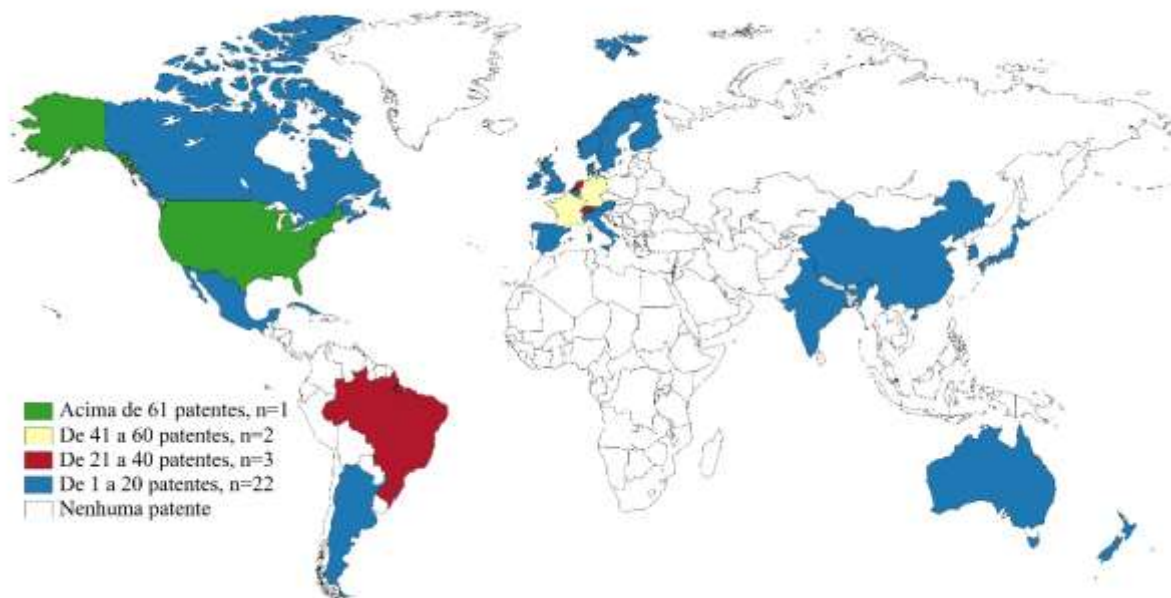 Acima de 61 patentes, n=1
De 41 a 60 patentes, n=2
De 21 a 40 patentes, n=3
De 1 a 20 patentes, n=22
Nenhuma patente